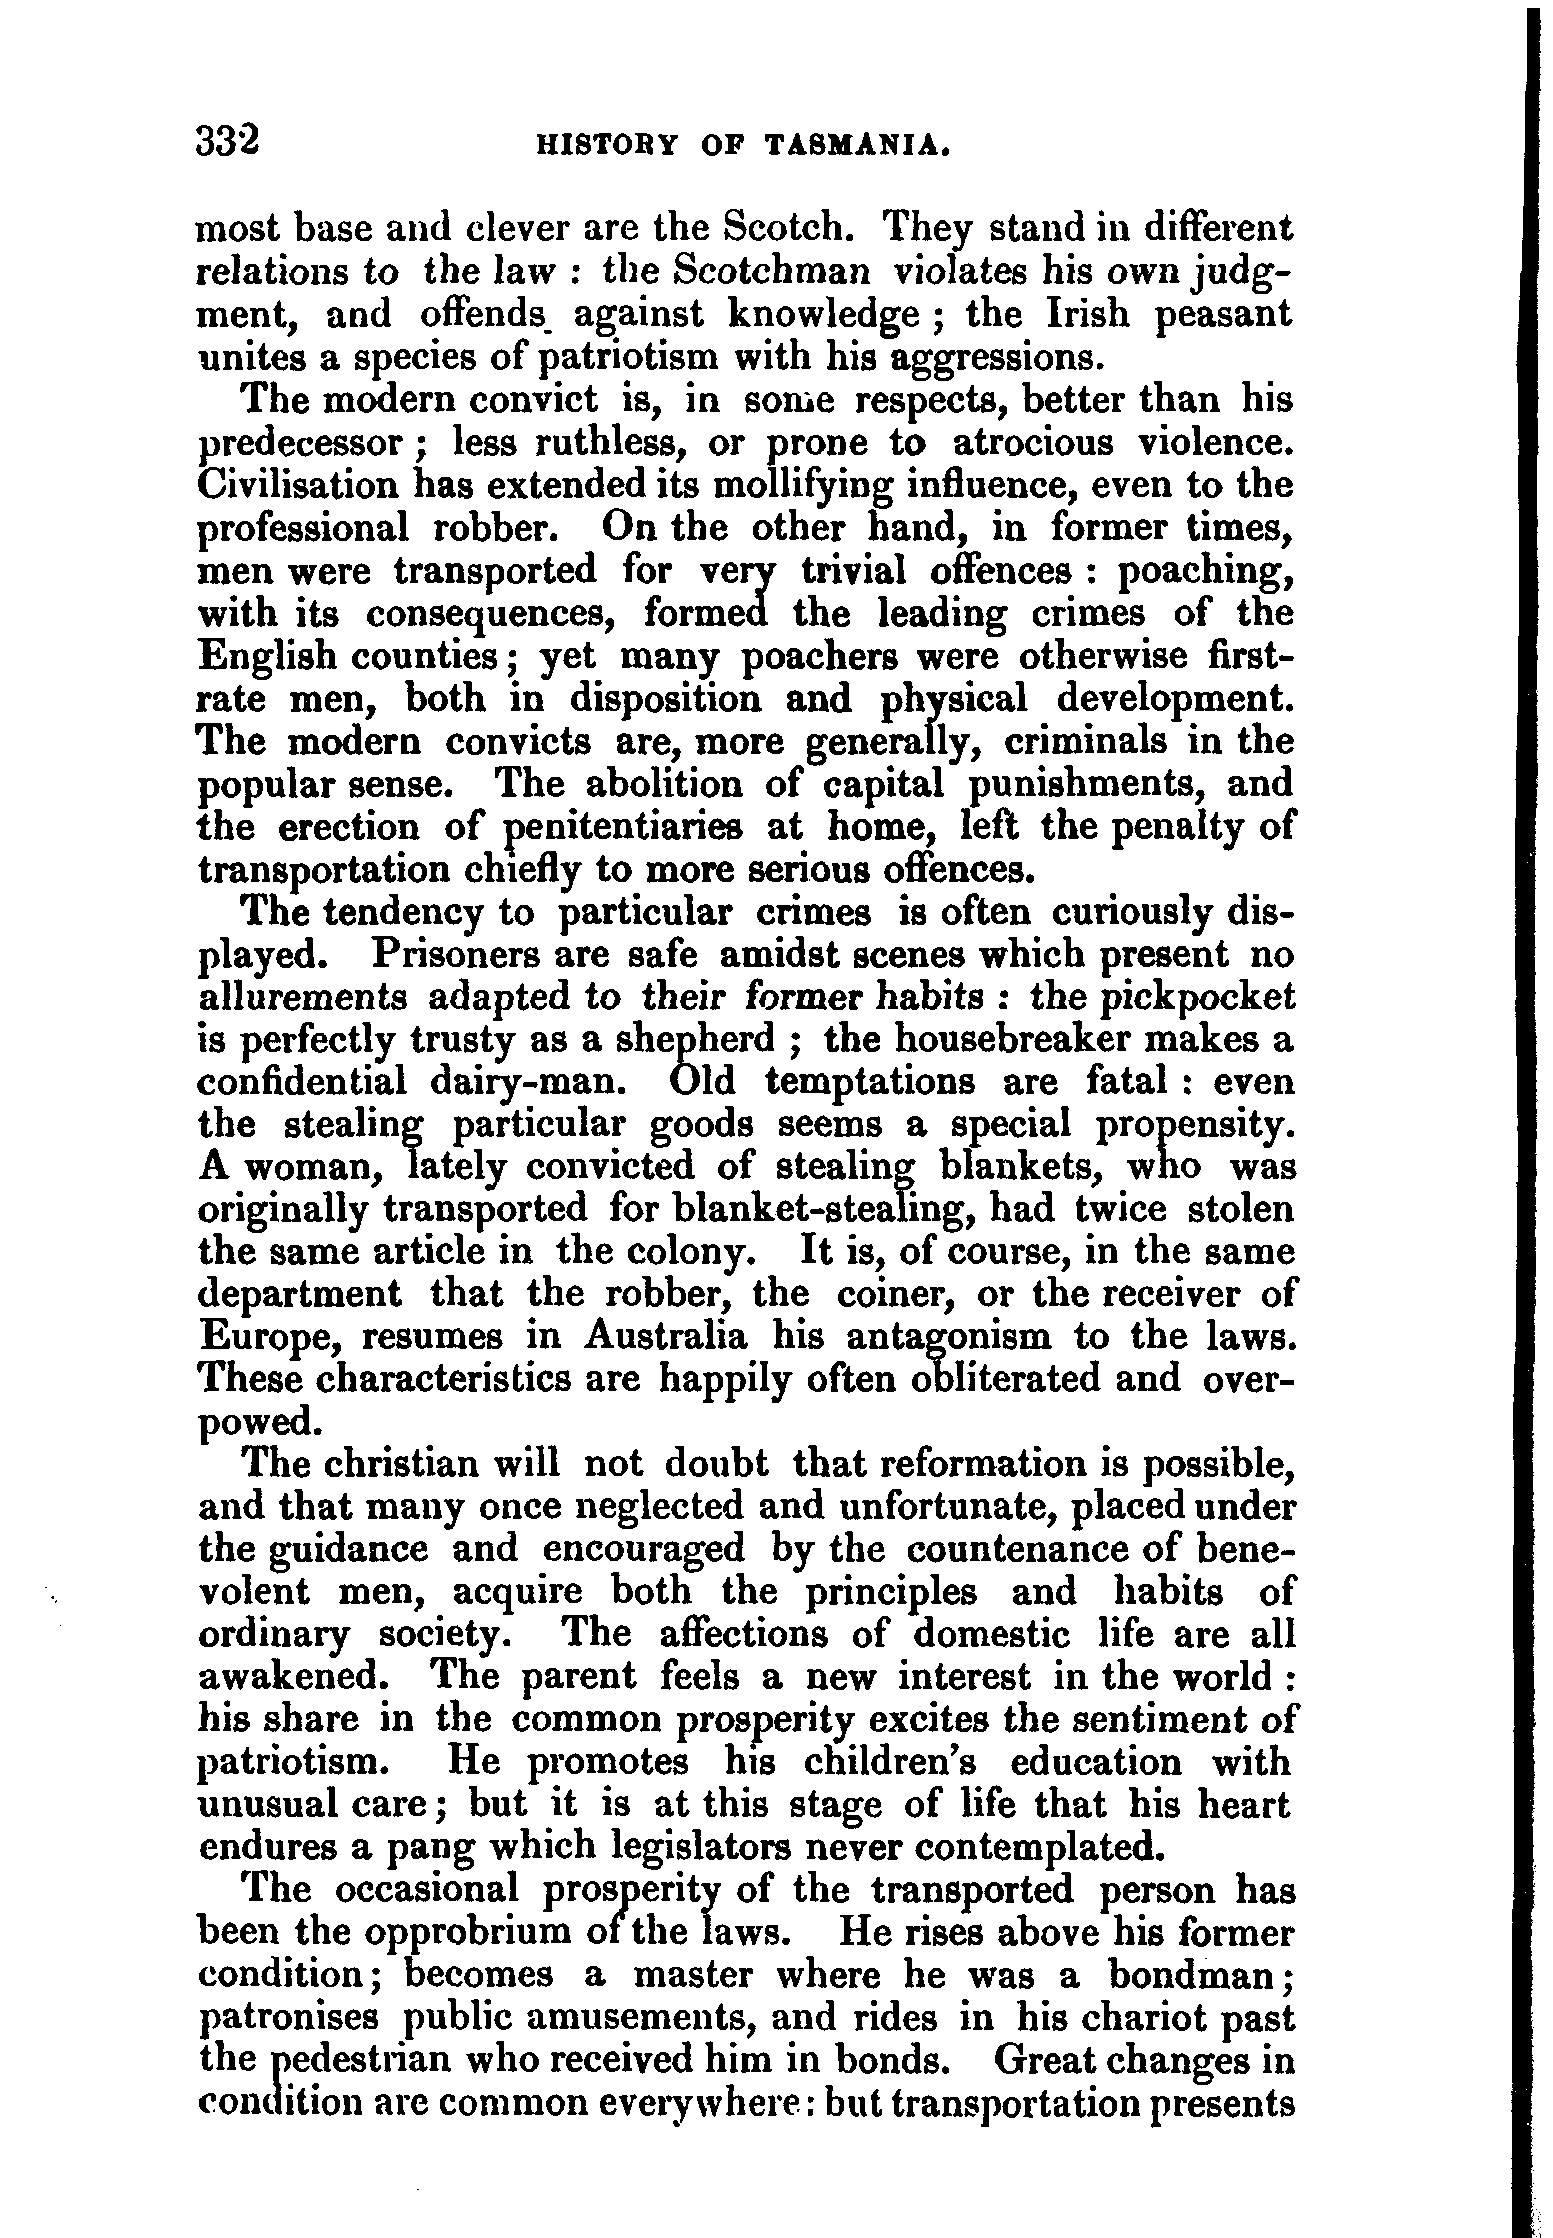 332 HISTORY OF TASMANIA.
most base and clever are the Scotch. They stand in different
relations to the law : the Scotchman violates his own judg-
ment, and offends against knowledge ; the Irish peasant
unites a species of patriotism with his aggressions.
The modern convict is, in some respects, better than his
predecessor ; less ruthless, or prone to atrocious violence.
Civilisation has extended its mollifying influence, even to the
professional robber. On the other hand, in former times,
men were transported for very trivial offences : poaching,
with its consequences, formed the leading crimes of the
English counties ; yet many poachers were otherwise first-
rate men, both in disposition and physical development.
The modern convicts are, more generally, criminals in the
popular sense. The abolition of capital punishments, and
the erection of penitentiaries at home, left the penalty of
transportation chiefly to more serious offences.
The tendency to particular crimes is often curiously dis-
played. Prisoners are safe amidst scenes which present no
allurements adapted to their former habits : the pickpocket
is perfectly trusty as a shepherd ; the housebreaker makes a
confidential dairy-man. Old temptations are fatal : even
the stealing particular goods seems a special propensity.
A woman, lately convicted of stealing blankets, who was
originally transported for blanket-stealing, had twice stolen
the same article in the colony. It is, of course, in the same
department that the robber, the coiner, or the receiver of
Europe, resumes in Australia his antagonism to the laws.
These characteristics are happily often obliterated and over-
powed.
The christian will not doubt that reformation is possible,
and that many once neglected and unfortunate, placed under
the guidance and encouraged by the countenance of bene-
volent men, acquire both the principles and habits of
ordinary society. The affections of domestic life are all
awakened. The parent feels a new interest in the world :
his share in the common prosperity excites the sentiment of
patriotism. He promotes his children's education with
unusual care ; but it is at this stage of life that his heart
endures a pang which legislators never contemplated.
The occasional prosperity of the transported person has
been the opprobrium of the laws. He rises above his former
condition ; becomes a master where he was a bondman ;
patronises public amusements, and rides in his chariot past
the pedestrian who received him in bonds. Great changes in
condition are common everywhere : but transportation presents